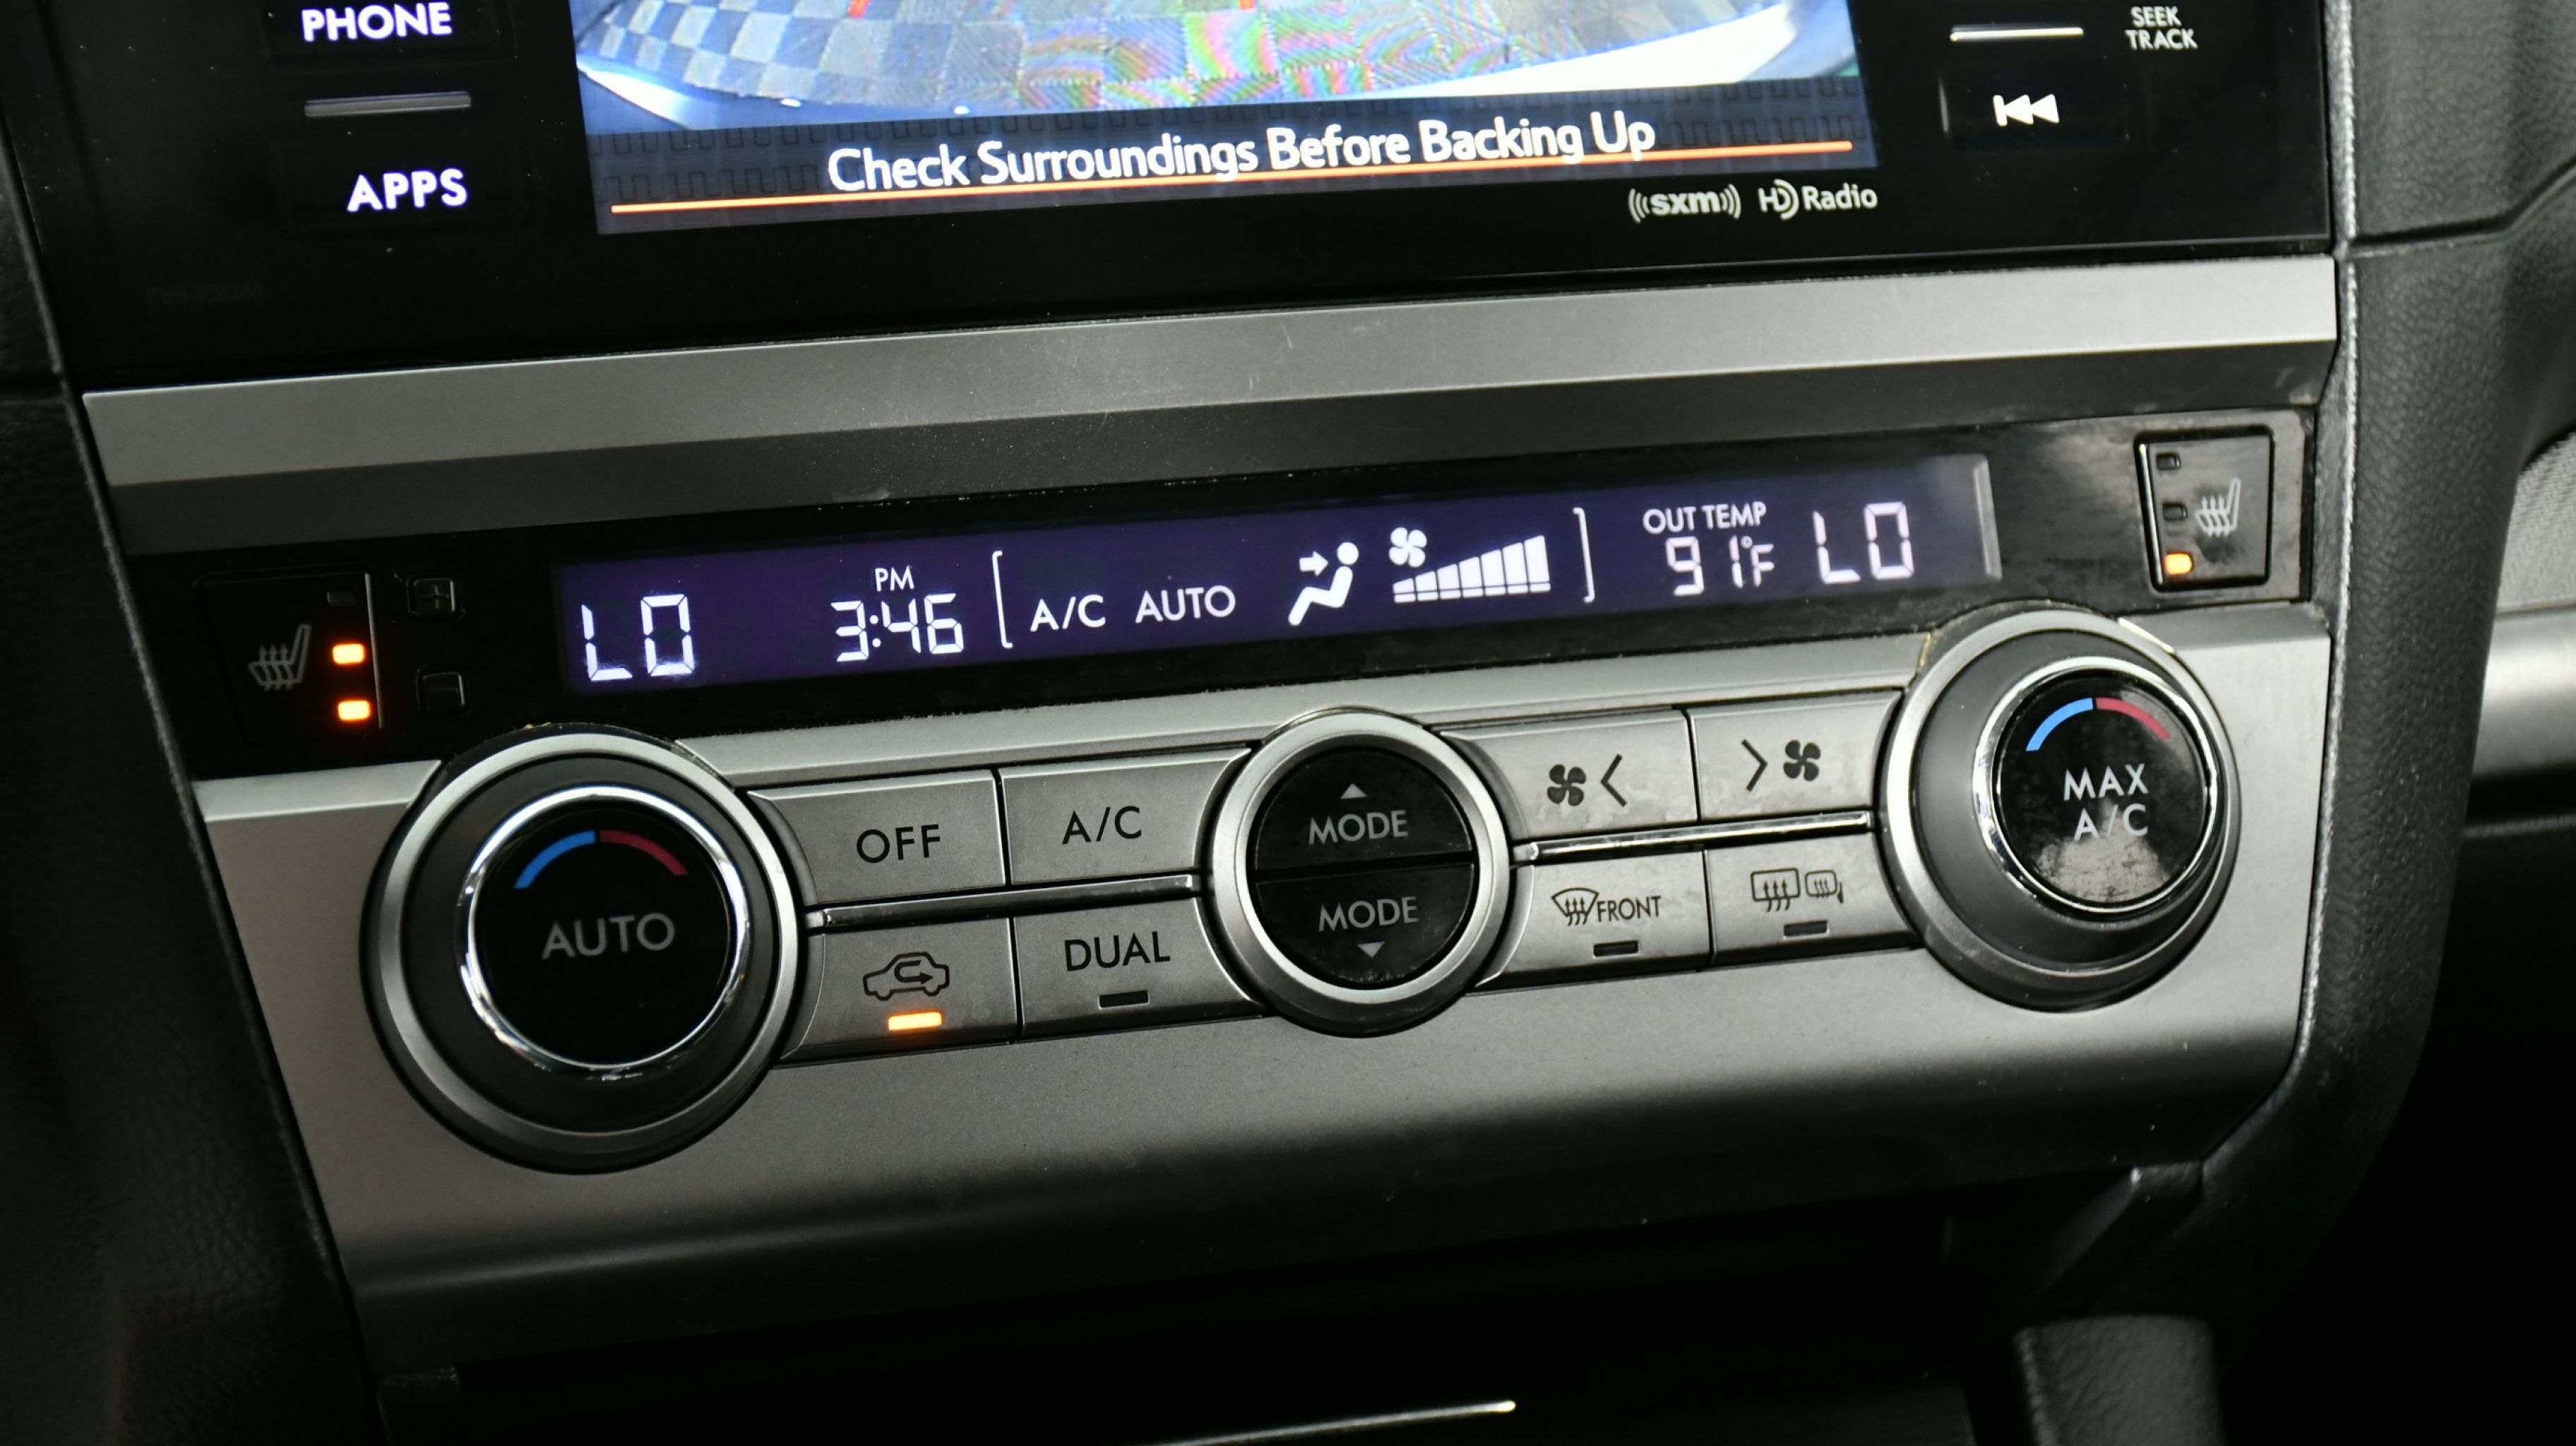 PHONE
SEEK
TRACK
APPS
Check Surroundings Before Backing Up
((sxm)) HD Radio
LO PM 3:46 A/C AUTO OUT TEMP 91°F LO
AUTO
OFF
A/C
DUAL
MODE
MODE
FRONT
MAX
A/C